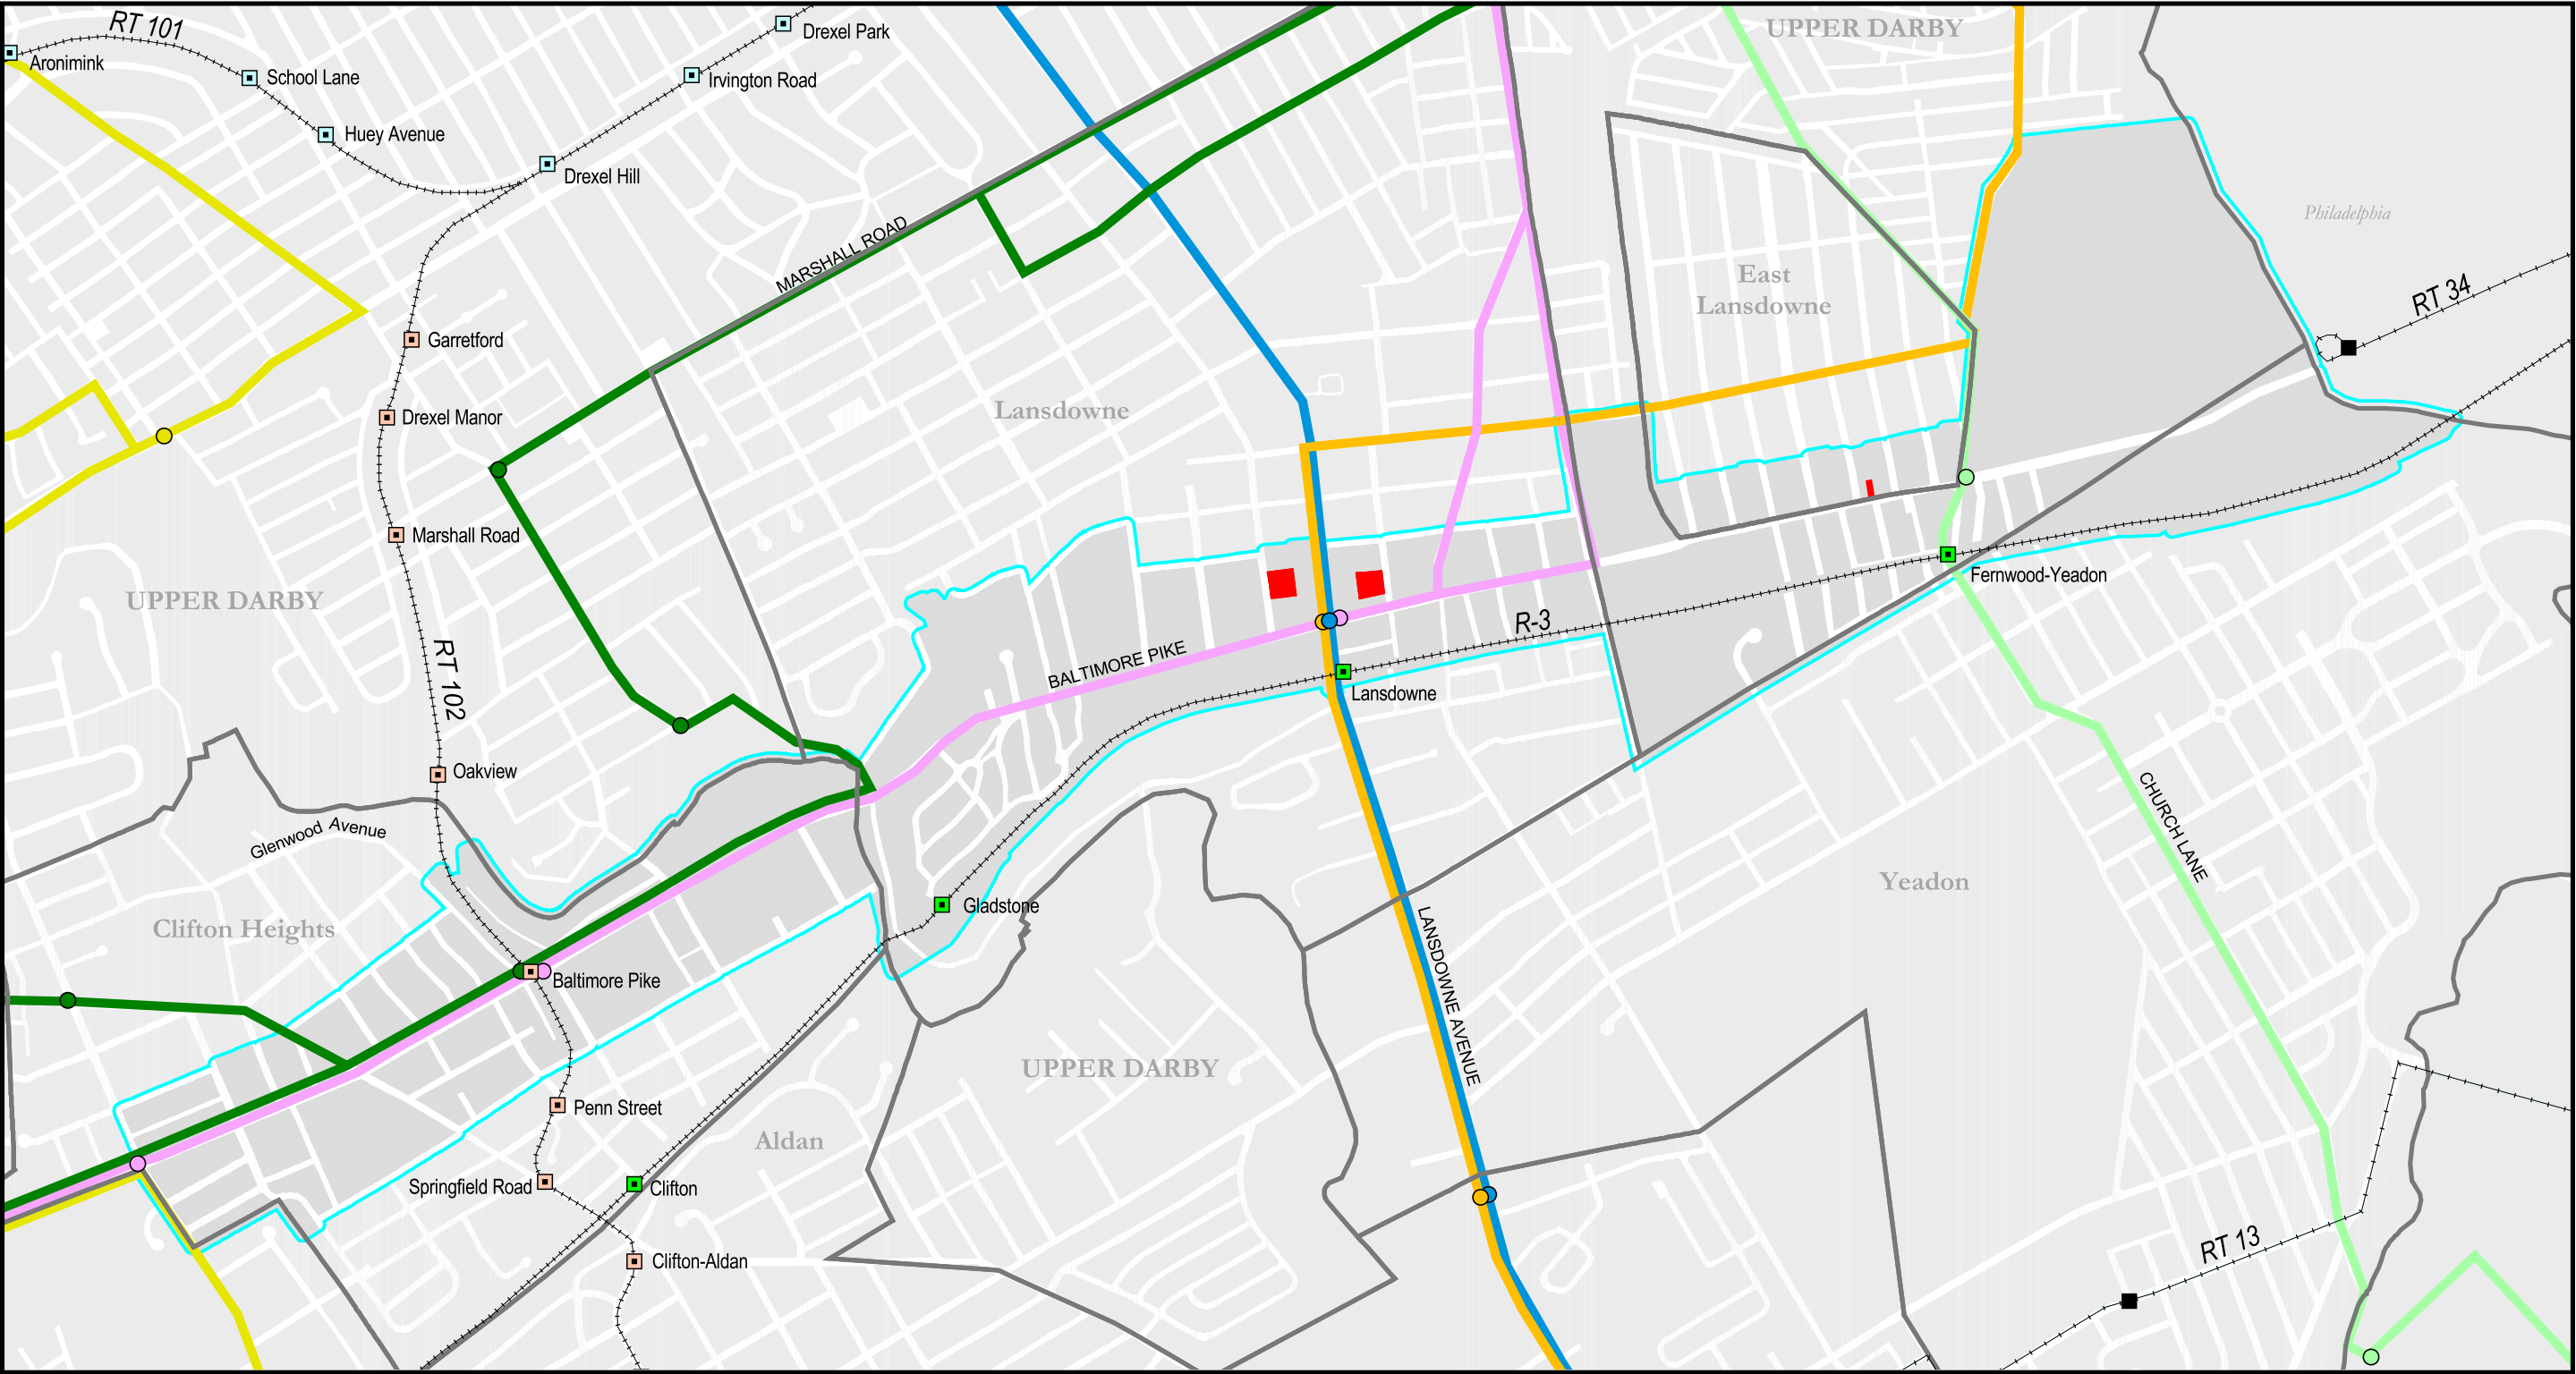 RT 101
Drexel Park
UPPER DARBY
Aronimink
School Lane
Irvington Road
Huey Avenue
Drexel Hill
Philadelphia
MARSHALL ROAD
East
Lansdowne
RT 34
Garretford
Drexel Manor
Lansdowne
Marshall Road
Fernwood-Yeadon
UPPER DARBY
R-3
RT 102
BALTIMORE PIKE
Lansdowne
Oakview
CHURCH LANE
Glenwood Avenue
Yeadon
Gladstone
Clifton Heights
LANSDOWNE AVENUE
Baltimore Pike
UPPER DARBY
Penn Street
Aldan
Springfield Road
Clifton
RT 13
Clifton-Aldan